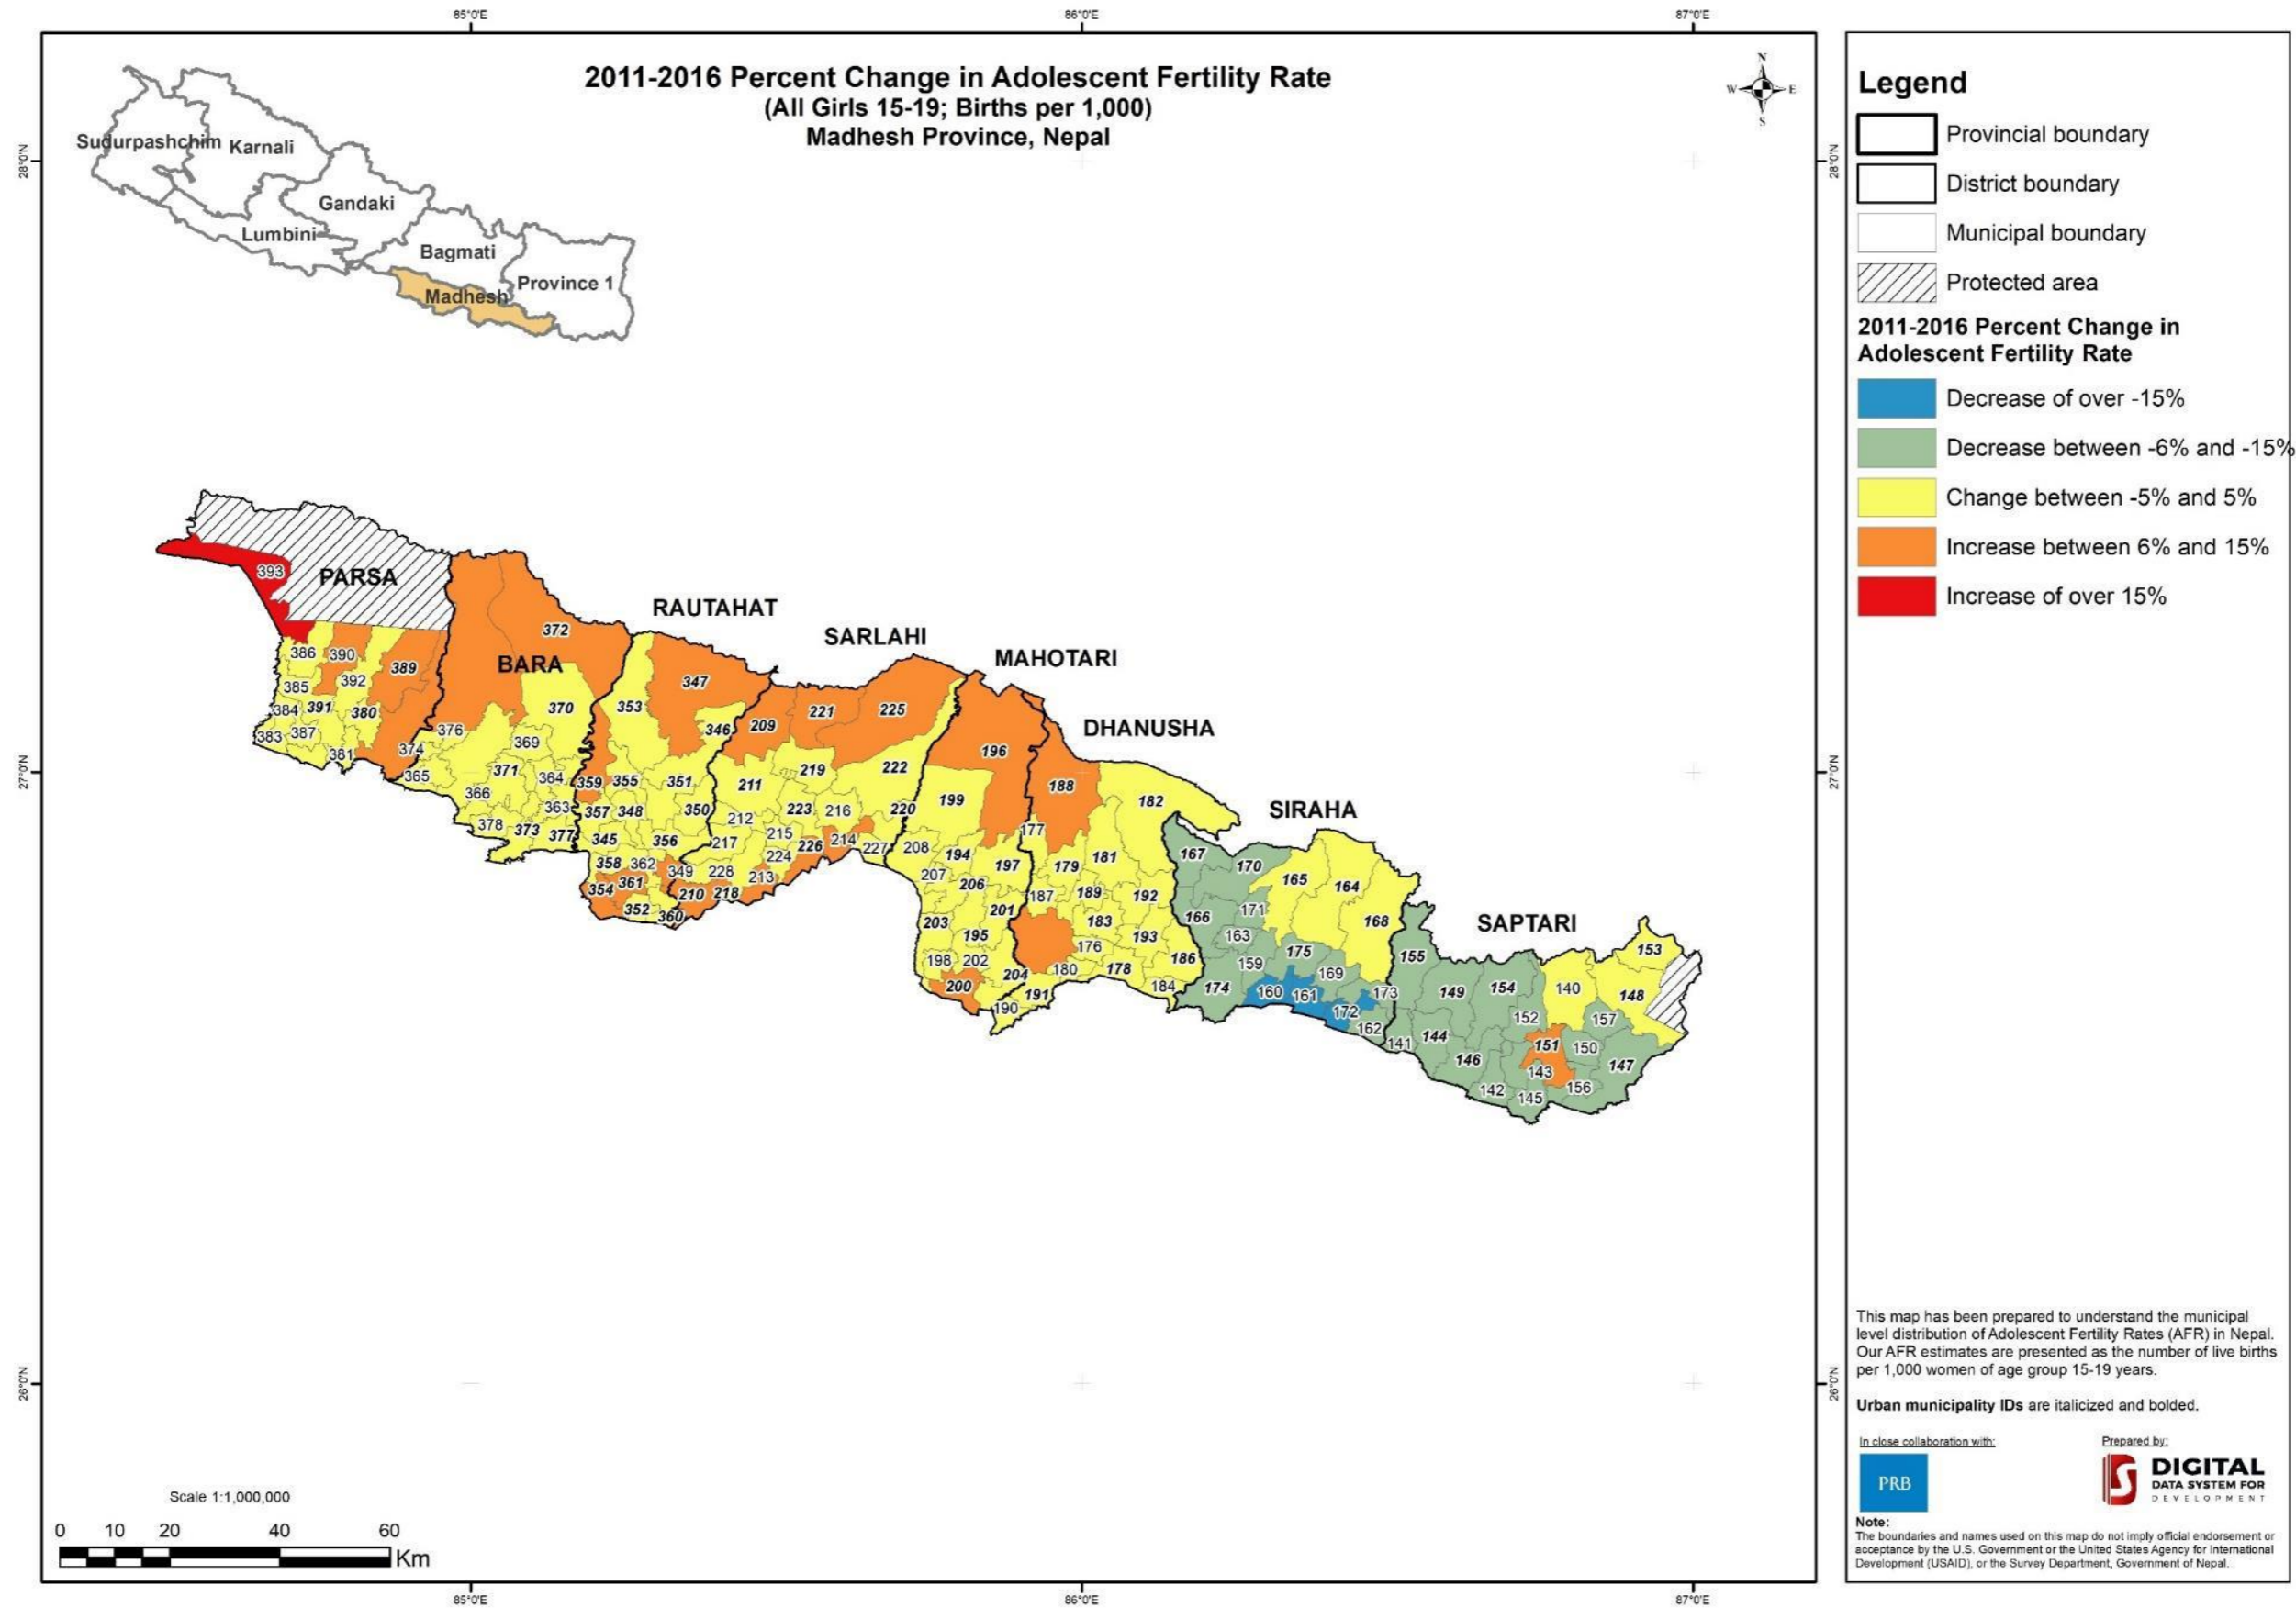 85°0'E
86°0'E
87°0'E
2011-2016 Percent Change in Adolescent Fertility Rate
(All Girls 15-19; Births per 1,000)
Madhesh Province, Nepal
N
W
E
S
28°0'N
28°0'N
Sudurpashchim
Karnali
Gandaki
Lumbini
Bagmati
Province 1
Madhesh
393
PARSA
RAUTAHAT
372
SARLAHI
386
390
389
BARA
MAHOTARI
385
392
347
384
391
380
370
353
221
225
DHANUSHA
383
387
376
346
209
381
374
369
196
27°0'N
27°0'N
365
371
364
359
355
351
219
222
211
188
366
363
357
348
350
223
216
220
199
182
SIRAHA
378
373
377
345
356
212
215
226
214
227
208
177
217
224
194
197
179
181
167
170
358
362
349
228
213
207
206
165
164
354
361
210
218
201
187
189
192
352
360
203
183
166
171
168
SAPTARI
195
176
193
163
175
153
198
202
204
180
178
186
159
169
155
200
191
184
174
160
161
173
149
154
140
148
190
172
162
152
157
141
144
151
150
146
143
147
142
145
156
26°0'N
26°0'N
Scale 1:1,000,000
0 10 20 40 60
Km
85°0'E
86°0'E
87°0'E
Legend
Provincial boundary
District boundary
Municipal boundary
Protected area
2011-2016 Percent Change in
Adolescent Fertility Rate
Decrease of over -15%
Decrease between -6% and -15%
Change between -5% and 5%
Increase between 6% and 15%
Increase of over 15%
This map has been prepared to understand the municipal
level distribution of Adolescent Fertility Rates (AFR) in Nepal.
Our AFR estimates are presented as the number of live births
per 1,000 women of age group 15-19 years.
Urban municipality IDs are italicized and bolded.
In close collaboration with:
PRB
Prepared by:
DIGITAL
DATA SYSTEM FOR
DEVELOPMENT
Note:
The boundaries and names used on this map do not imply official endorsement or
acceptance by the U.S. Government or the United States Agency for International
Development (USAID), or the Survey Department, Government of Nepal.